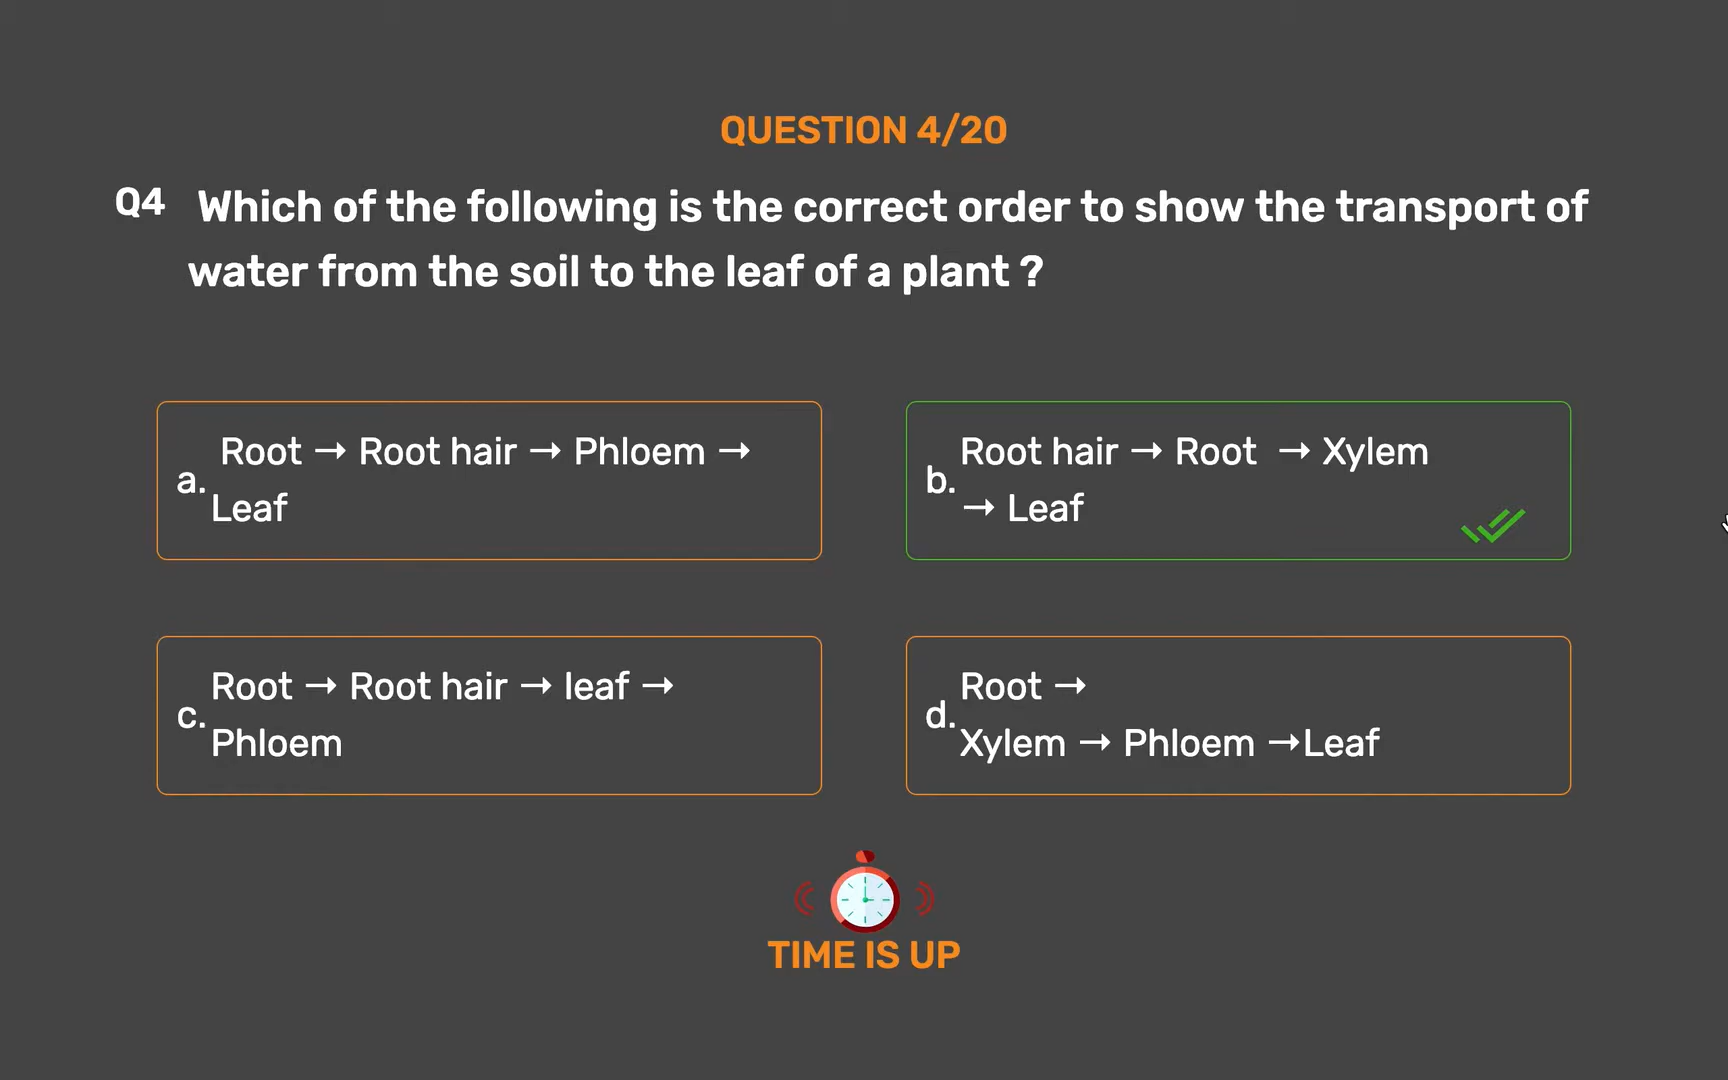 QUESTION 4/20
Q4 Which of the following is the correct order to show the transport of
water from the soil to the leaf of a plant ?
a. Root → Root hair → Phloem →
Leaf
b. Root hair → Root → Xylem
→ Leaf
c. Root → Root hair → leaf →
Phloem
d. Root →
Xylem → Phloem →Leaf
TIME IS UP